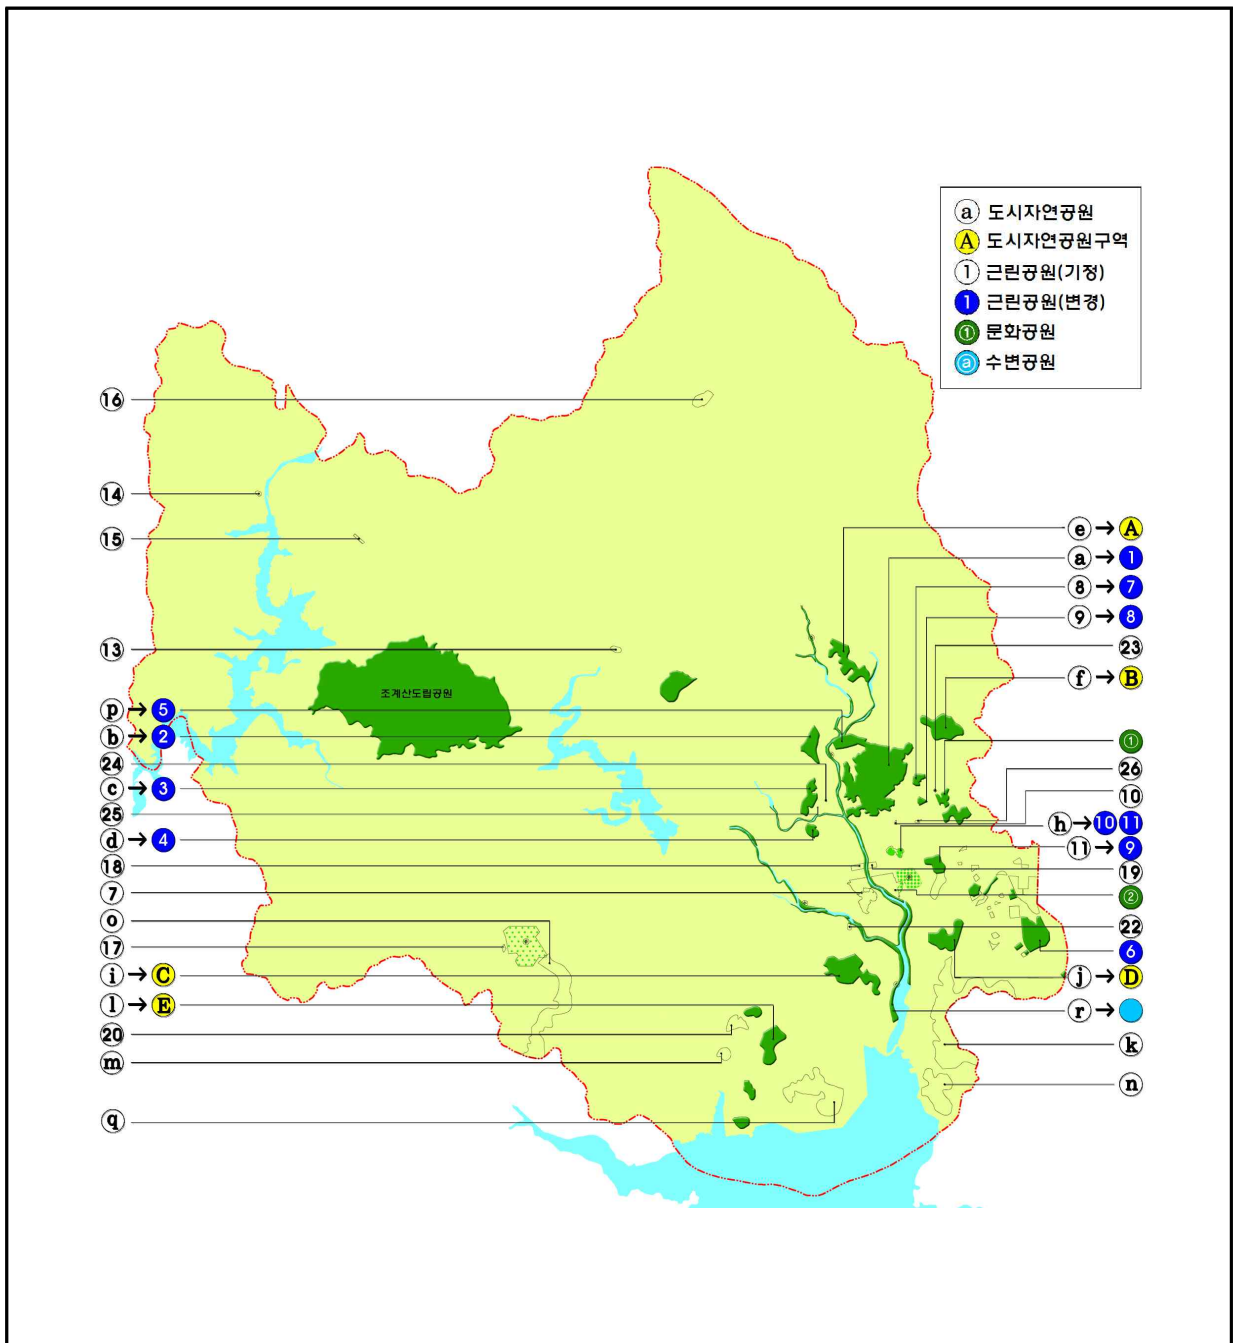 ⓐ 도시자연공원
Ⓐ 도시자연공원구역
① 근린공원(기정)
① 근린공원(변경)
① 문화공원
ⓐ 수변공원
⑯
⑭
⑮
⑬
ⓟ → 5
ⓑ → 2
㉔
ⓒ → 3
㉕
ⓓ → 4
⑱
⑦
ⓞ
⑰
ⓘ → Ⓒ
ⓛ → Ⓔ
⑳
ⓜ
ⓠ
조계산도립공원
ⓔ → Ⓐ
ⓐ → 1
⑧ → 7
⑨ → 8
㉓
ⓕ → Ⓑ
①
㉖
⑩
ⓗ → 10 11
⑪ → 9
⑲
②
㉒
6
ⓙ → Ⓓ
ⓡ →
ⓚ
ⓝ